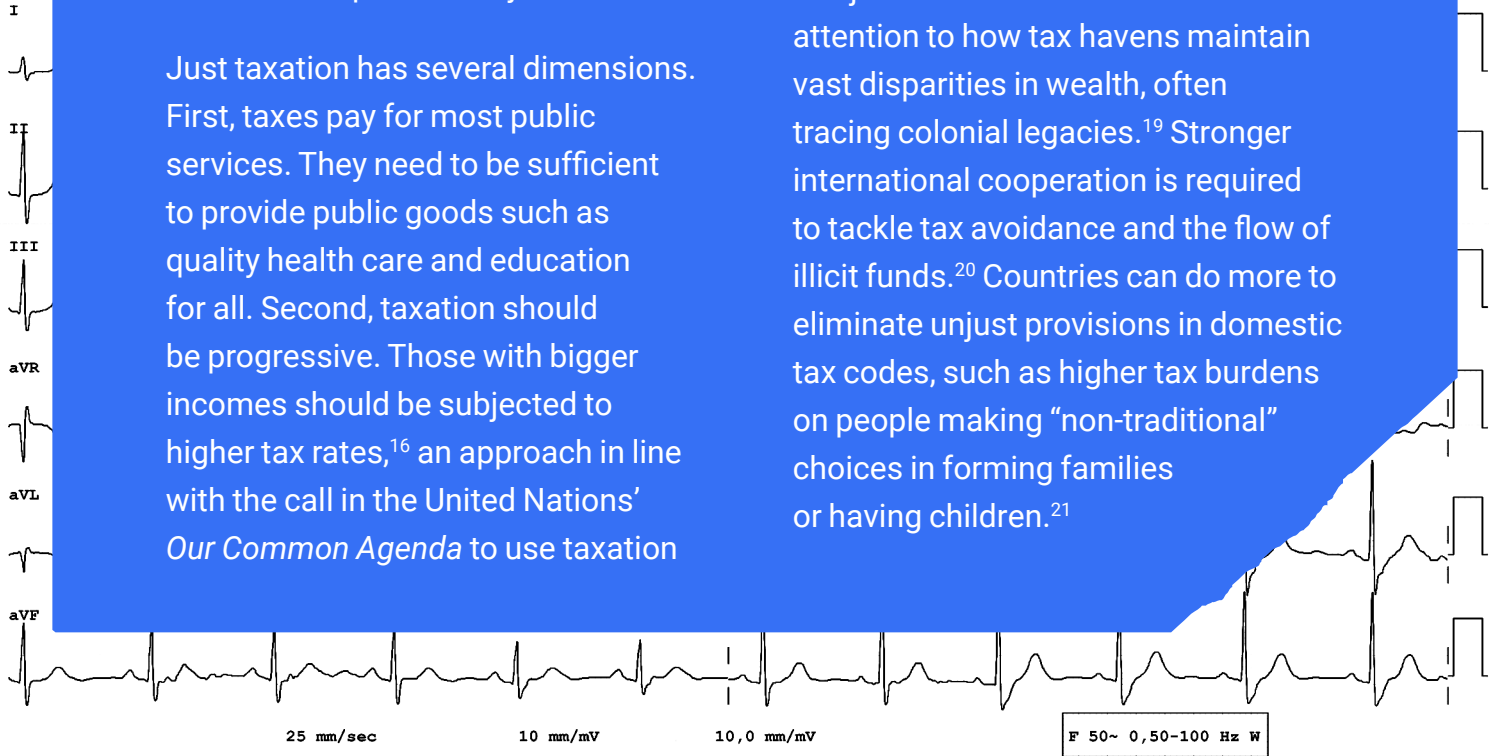 Just taxation has several dimensions.
First, taxes pay for most public
services. They need to be sufficient
to provide public goods such as
quality health care and education
for all. Second, taxation should
be progressive. Those with bigger
incomes should be subjected to
higher tax rates,16 an approach in line
with the call in the United Nations’
Our Common Agenda to use taxation
attention to how tax havens maintain
vast disparities in wealth, often
tracing colonial legacies.19 Stronger
international cooperation is required
to tackle tax avoidance and the flow of
illicit funds.20 Countries can do more to
eliminate unjust provisions in domestic
tax codes, such as higher tax burdens
on people making “non-traditional”
choices in forming families
or having children.21
I
II
III
aVR
aVL
aVF
25 mm/sec
10 mm/mV
10,0 mm/mV
F 50~ 0,50-100 Hz W